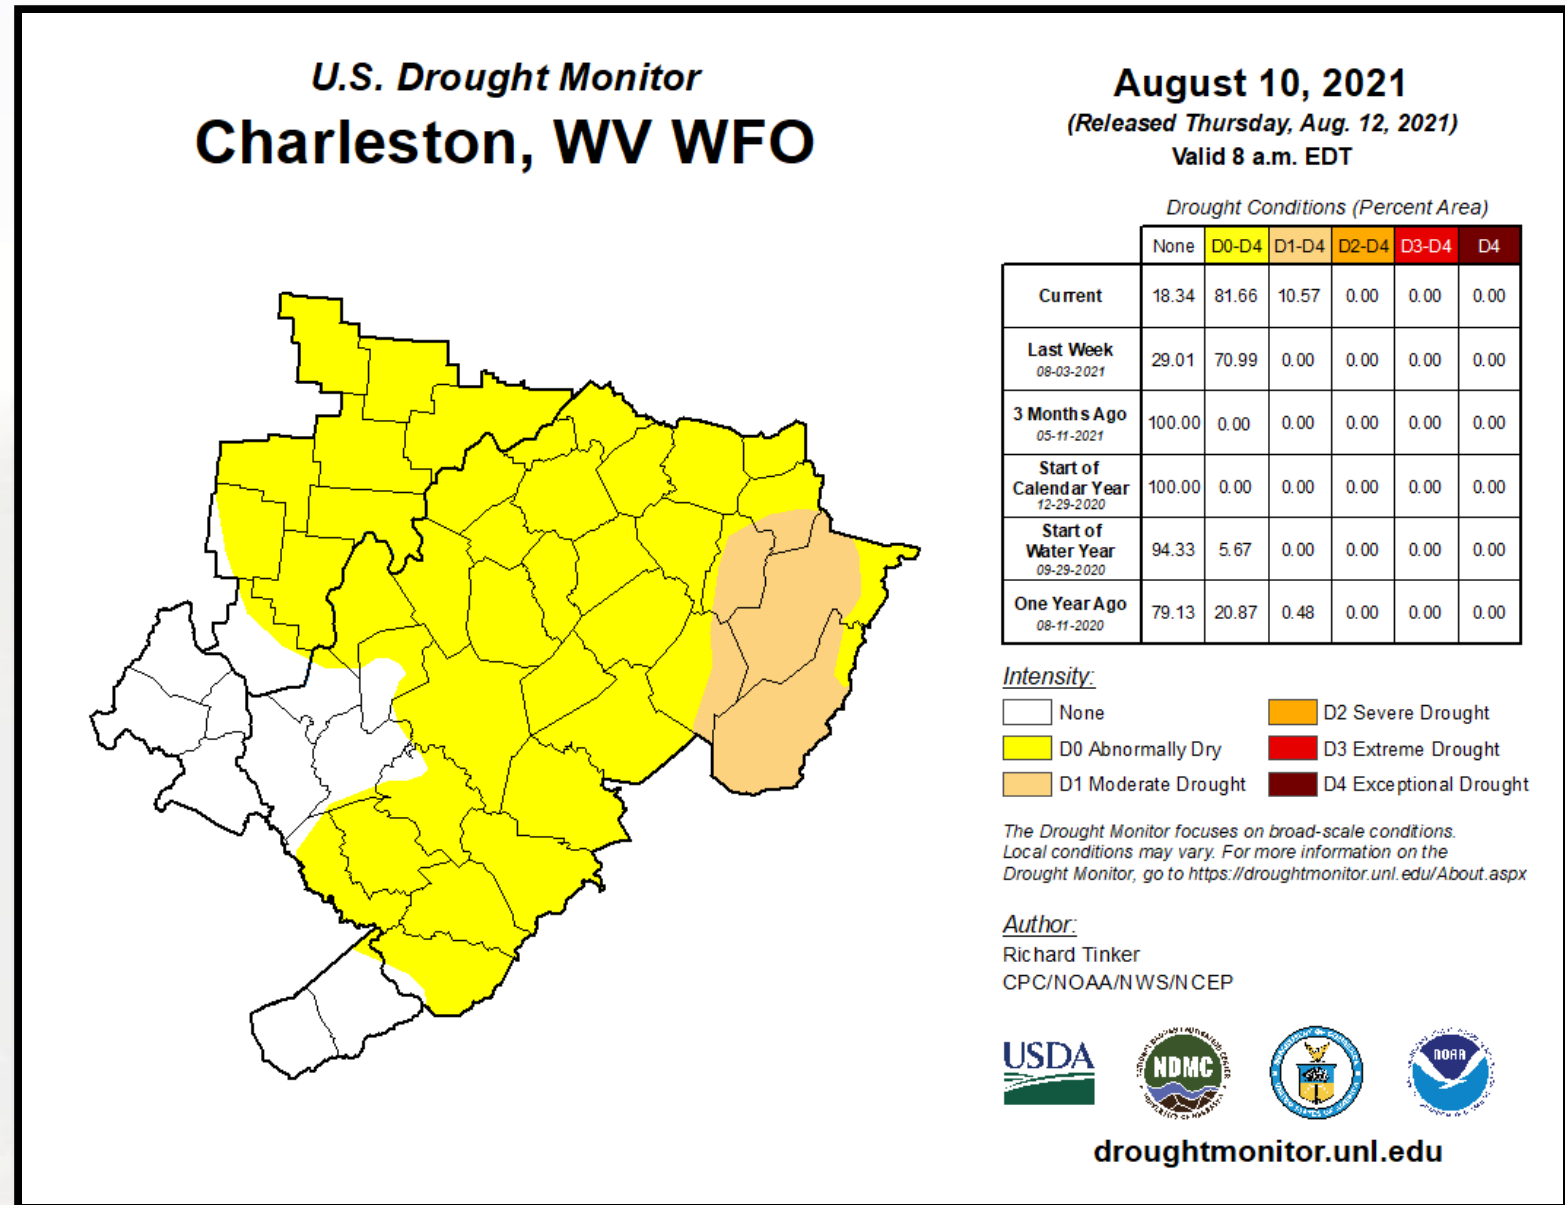 U.S. Drought Monitor
Charleston, WV WFO
August 10, 2021
(Released Thursday, Aug. 12, 2021)
Valid 8 a.m. EDT
Drought Conditions (Percent Area)
None D0-D4 D1-D4 D2-D4 D3-D4 D4
Current 18.34 81.66 10.57 0.00 0.00 0.00
Last Week
08-03-2021 29.01 70.99 0.00 0.00 0.00 0.00
3 Months Ago
05-11-2021 100.00 0.00 0.00 0.00 0.00 0.00
Start of
Calendar Year
12-29-2020 100.00 0.00 0.00 0.00 0.00 0.00
Start of
Water Year
09-29-2020 94.33 5.67 0.00 0.00 0.00 0.00
One Year Ago
08-11-2020 79.13 20.87 0.48 0.00 0.00 0.00
Intensity:
None
D0 Abnormally Dry
D1 Moderate Drought
D2 Severe Drought
D3 Extreme Drought
D4 Exceptional Drought
The Drought Monitor focuses on broad-scale conditions.
Local conditions may vary. For more information on the
Drought Monitor, go to https://droughtmonitor.unl.edu/About.aspx
Author:
Richard Tinker
CPC/NOAA/NWS/NCEP
USDA
NDMC
NOAA
droughtmonitor.unl.edu